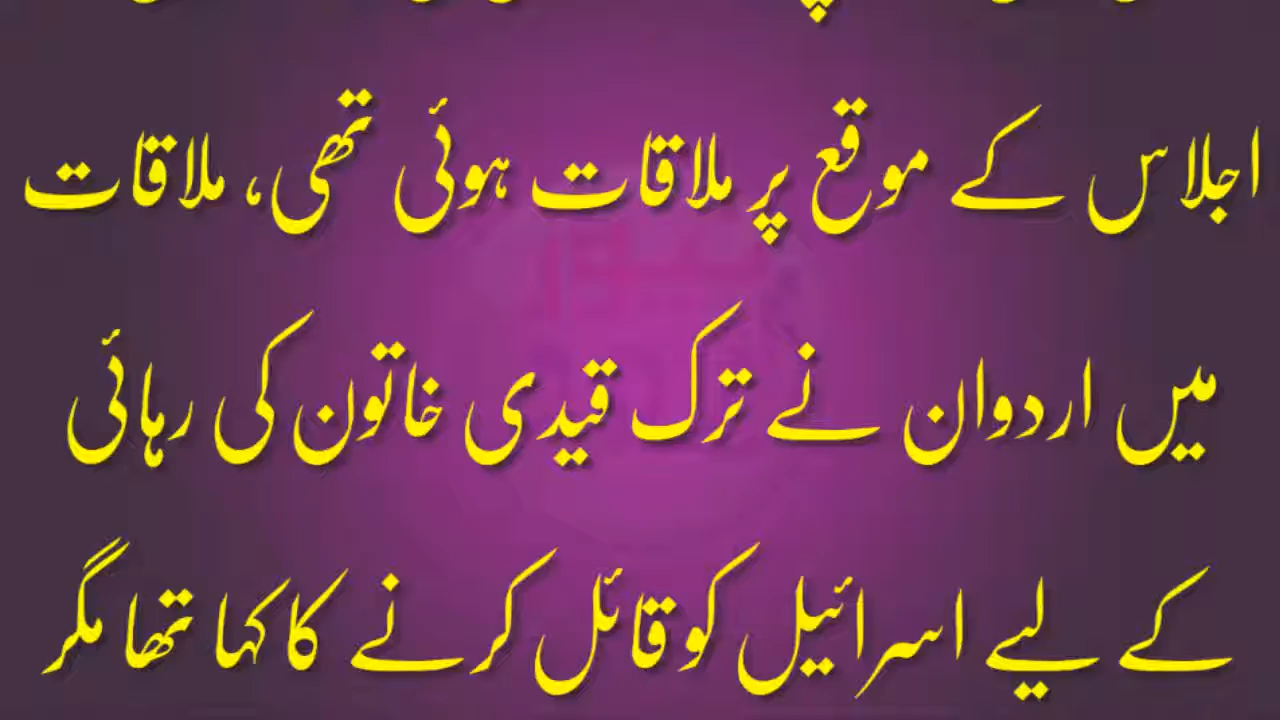 اجلاس کے موقع پر ملاقات ہوئی تھی، ملاقات
میں اردوان نے ترک قیدی خاتون کی رہائی
کے لیے اسرائیل کو قائل کرنے کا کہا تھا مگر